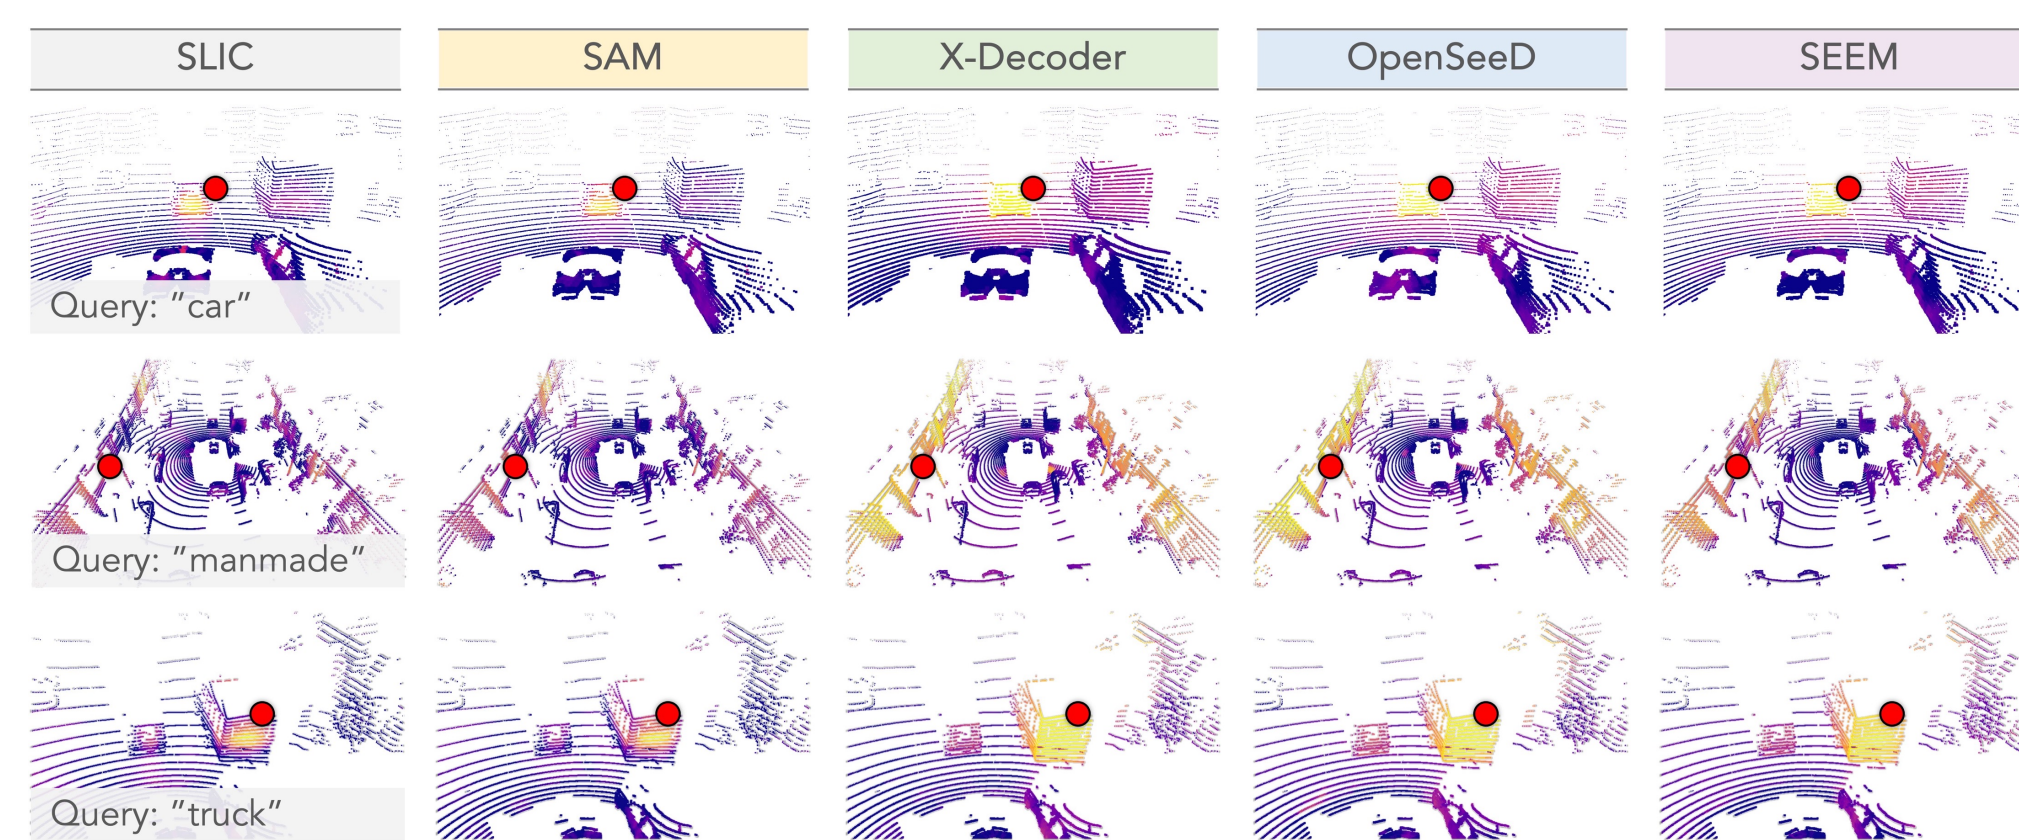 SLIC SAM X-Decoder OpenSeeD SEEM
Query: "car"
Query: "manmade"
Query: "truck"